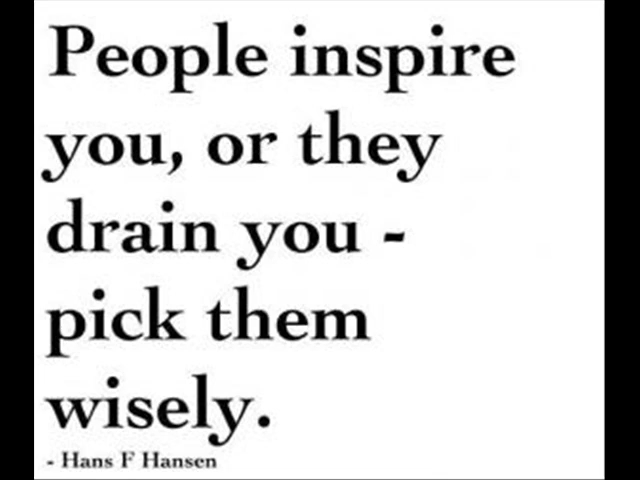 People inspire
you, or they
drain you -
pick them
wisely.
- Hans F Hansen